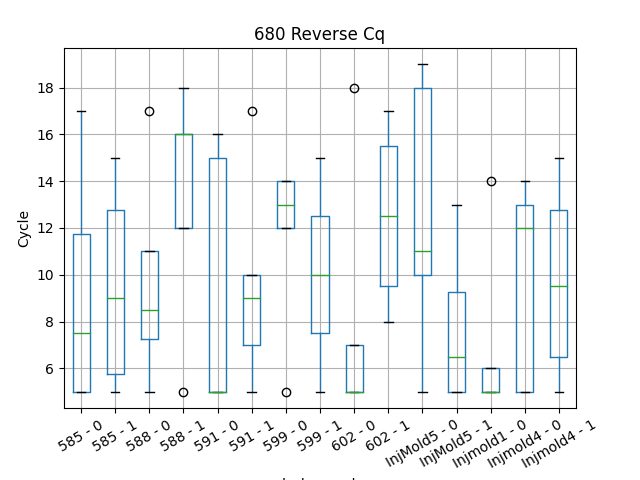 680 Reverse Cq
Cycle
18
16
14
12
10
8
6
585 - 0
585 - 1
588 - 0
588 - 1
591 - 0
591 - 1
599 - 0
599 - 1
602 - 0
602 - 1
InjMold5 - 0
InjMold5 - 1
Injmold1 - 0
Injmold4 - 0
Injmold4 - 1